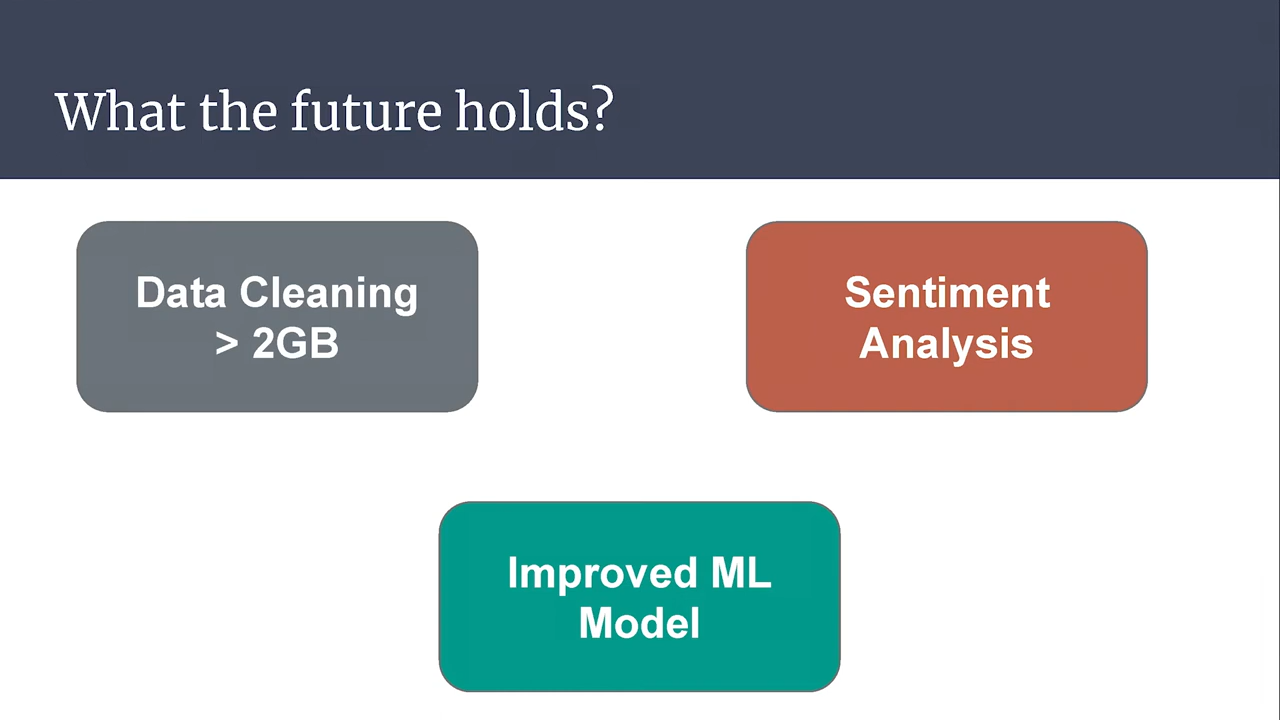 What the future holds?
Data Cleaning
> 2GB
Sentiment
Analysis
Improved ML
Model